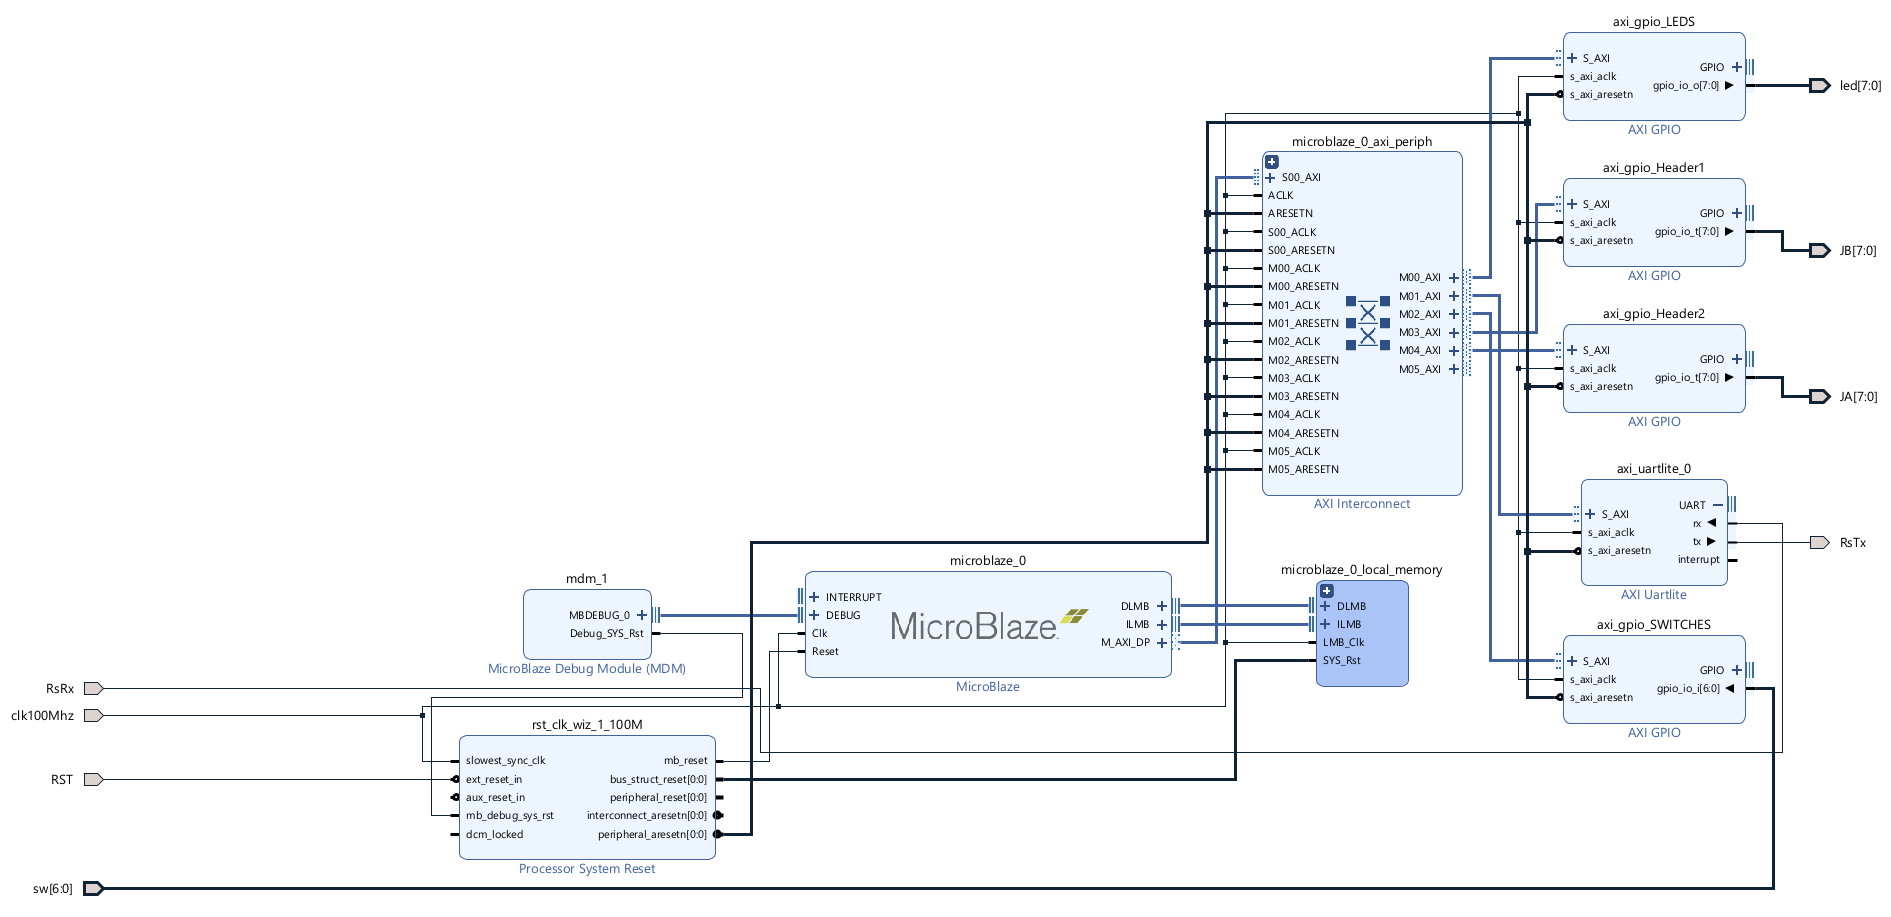 axi_gpio_LEDS
S_AXI
s_axi_aclk
s_axi_aresetn
GPIO
gpio_io_o[7:0]
AXI GPIO
led[7:0]
microblaze_0_axi_periph
S00_AXI
ACLK
ARESETN
S00_ACLK
S00_ARESETN
M00_ACLK
M00_ARESETN
M01_ACLK
M01_ARESETN
M02_ACLK
M02_ARESETN
M03_ACLK
M03_ARESETN
M04_ACLK
M04_ARESETN
M05_ACLK
M05_ARESETN
M00_AXI
M01_AXI
M02_AXI
M03_AXI
M04_AXI
M05_AXI
AXI Interconnect
axi_gpio_Header1
S_AXI
s_axi_aclk
s_axi_aresetn
GPIO
gpio_io_t[7:0]
AXI GPIO
JB[7:0]
axi_gpio_Header2
S_AXI
s_axi_aclk
s_axi_aresetn
GPIO
gpio_io_t[7:0]
AXI GPIO
JA[7:0]
axi_uartlite_0
S_AXI
s_axi_aclk
s_axi_aresetn
UART
rx
tx
interrupt
AXI Uartlite
RsTx
mdm_1
MBDEBUG_0
Debug_SYS_Rst
MicroBlaze Debug Module (MDM)
microblaze_0
INTERRUPT
DEBUG
Clk
Reset
MicroBlaze
DLMB
ILMB
M_AXI_DP
MicroBlaze
microblaze_0_local_memory
DLMB
ILMB
LMB_Clk
SYS_Rst
axi_gpio_SWITCHES
S_AXI
s_axi_aclk
s_axi_aresetn
GPIO
gpio_io_i[6:0]
AXI GPIO
RsRx
clk100Mhz
RST
sw[6:0]
rst_clk_wiz_1_100M
slowest_sync_clk
ext_reset_in
aux_reset_in
mb_debug_sys_rst
dcm_locked
mb_reset
bus_struct_reset[0:0]
peripheral_reset[0:0]
interconnect_aresetn[0:0]
peripheral_aresetn[0:0]
Processor System Reset